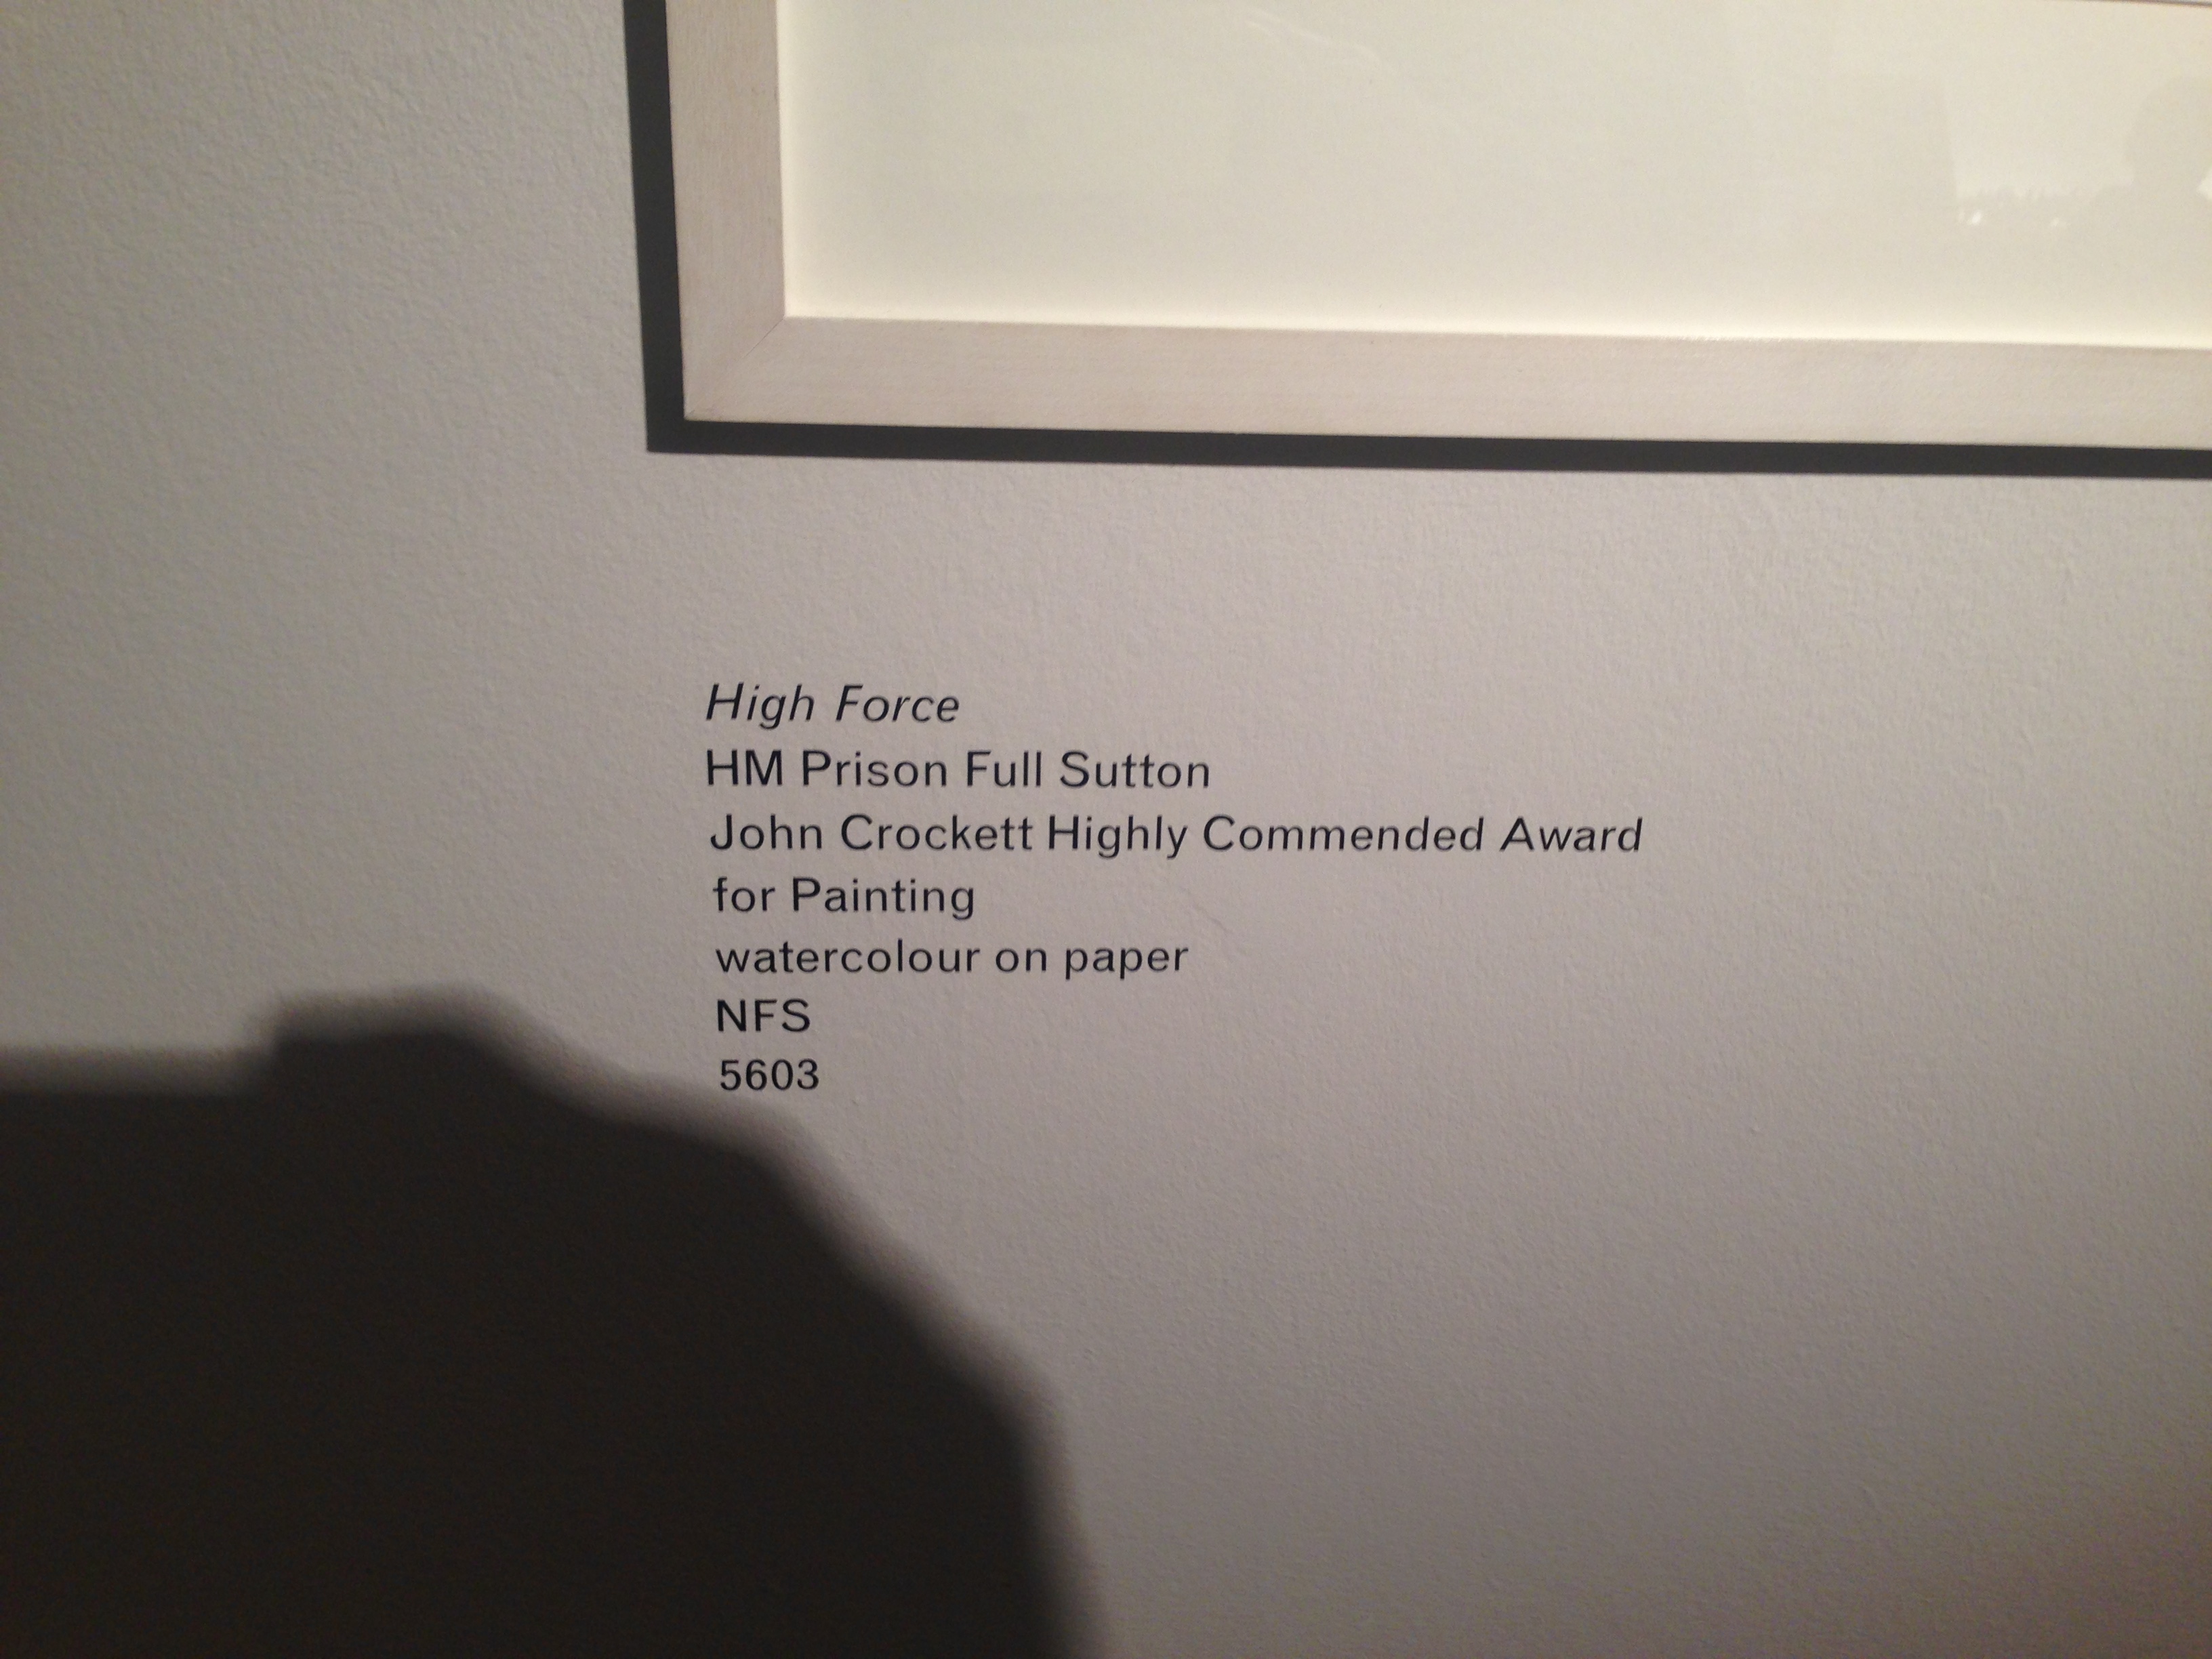 High Force
HM Prison Full Sutton
John Crockett Highly Commended Award
for Painting
watercolour on paper
NFS
5603